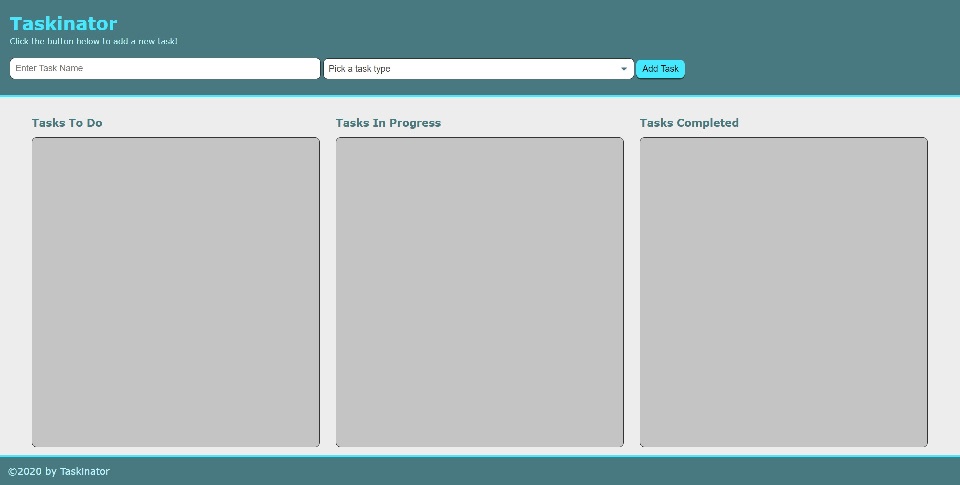 Taskinator
Click the button below to add a new task!
Enter Task Name
Pick a task type
Add Task
Tasks To Do
Tasks In Progress
Tasks Completed
©2020 by Taskinator